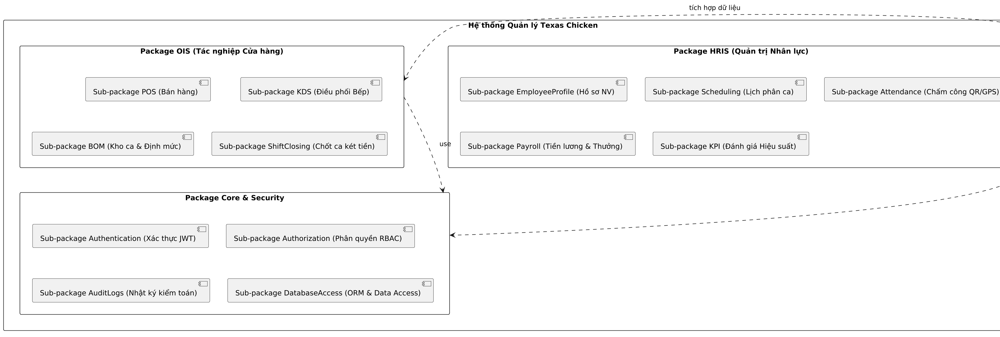 tích hợp dữ liệu
Hệ thống Quản lý Texas Chicken
Package OIS (Tác nghiệp Cửa hàng)
Sub-package POS (Bán hàng)
Sub-package KDS (Điều phối Bếp)
Sub-package BOM (Kho ca & Định mức)
Sub-package ShiftClosing (Chốt ca két tiền)
Package HRIS (Quản trị Nhân lực)
Sub-package EmployeeProfile (Hồ sơ NV)
Sub-package Scheduling (Lịch phân ca)
Sub-package Attendance (Chấm công QR/GPS)
Sub-package Payroll (Tiền lương & Thưởng)
Sub-package KPI (Đánh giá Hiệu suất)
use
Package Core & Security
Sub-package Authentication (Xác thực JWT)
Sub-package Authorization (Phân quyền RBAC)
Sub-package AuditLogs (Nhật ký kiểm toán)
Sub-package DatabaseAccess (ORM & Data Access)